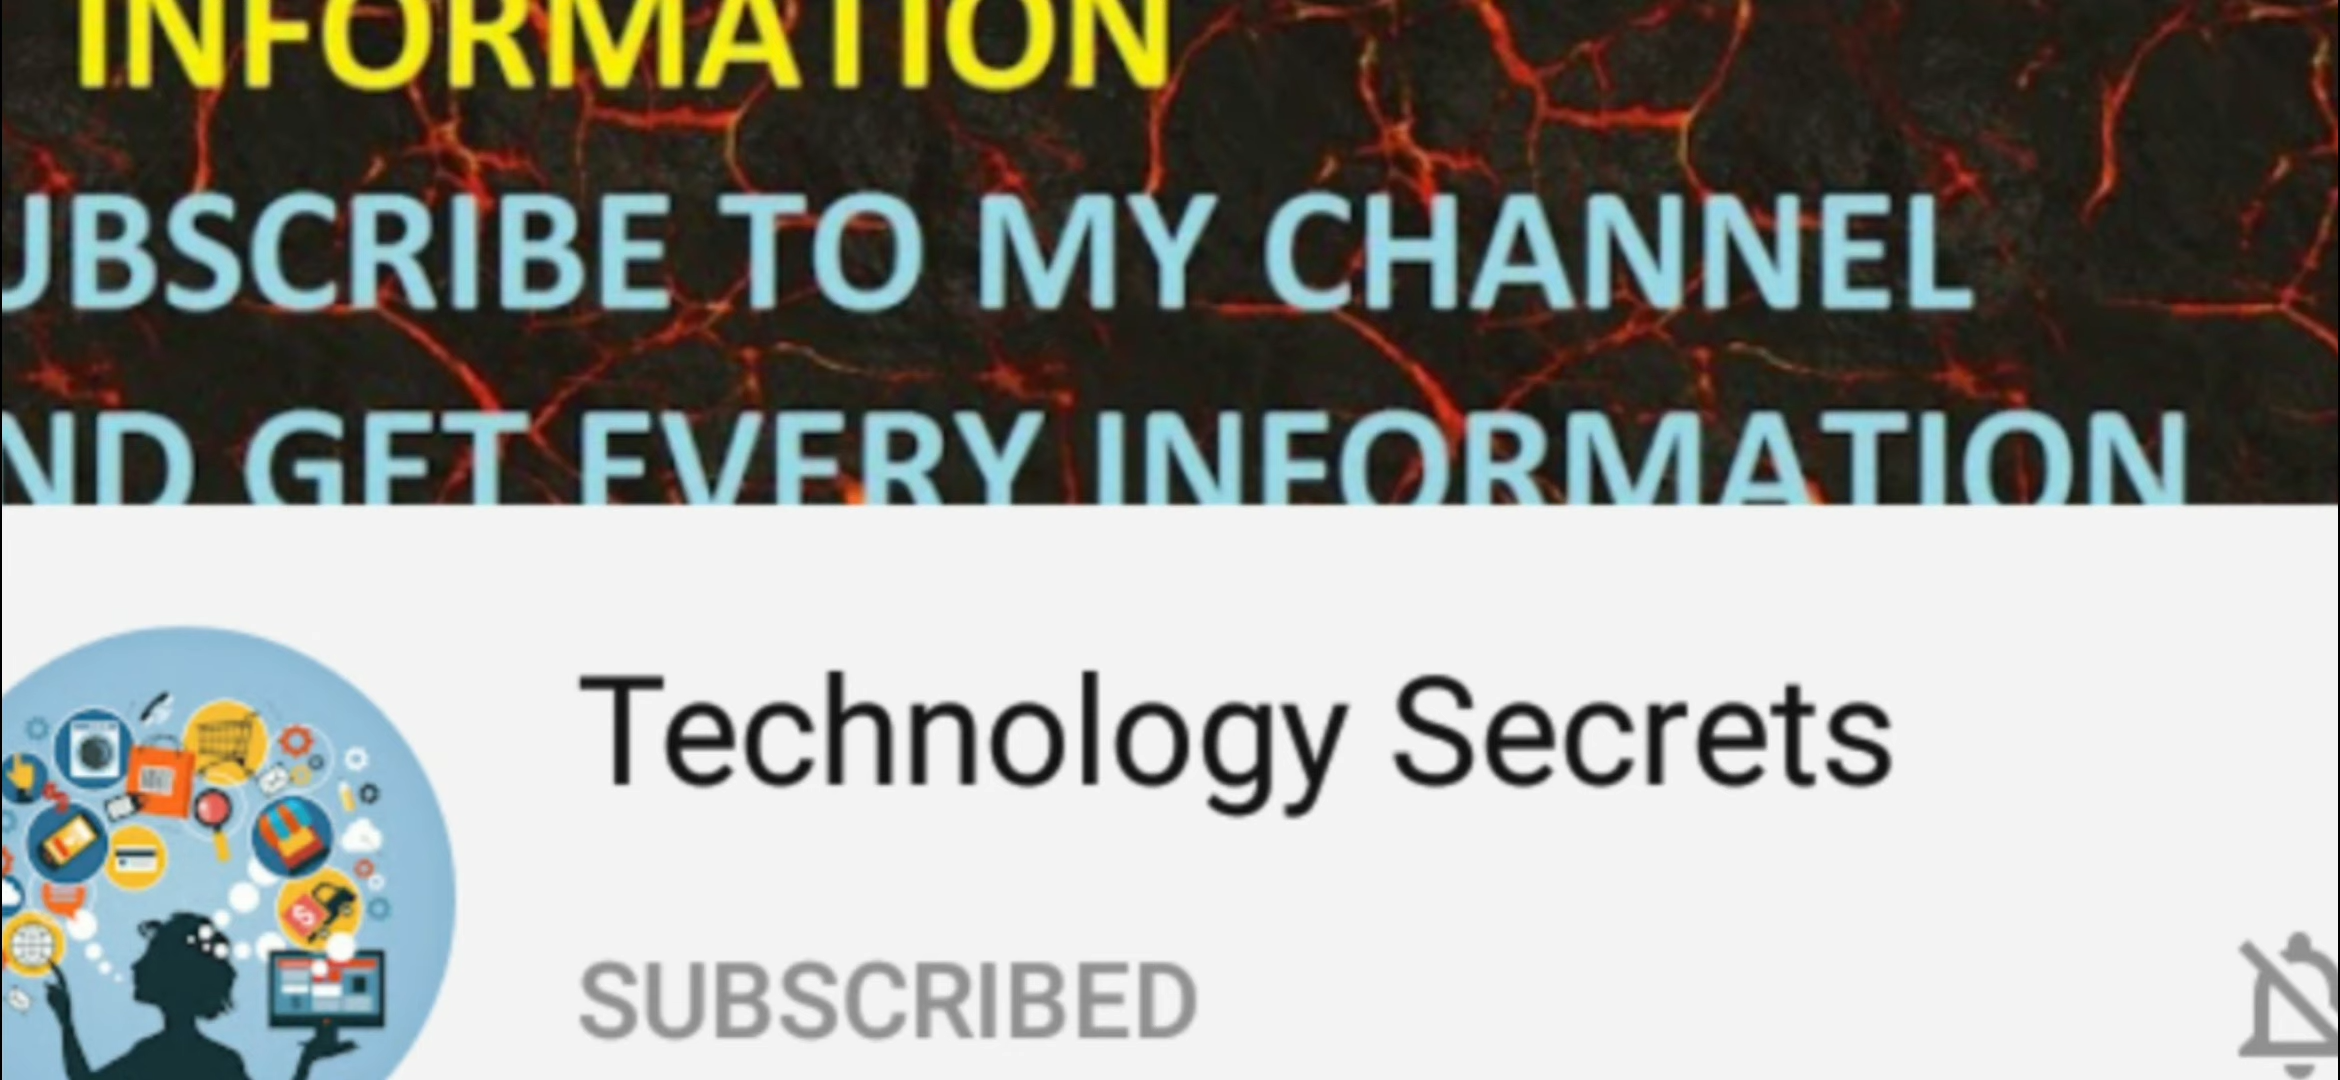 INFORMATION
UBSCRIBE TO MY CHANNEL
ND GET EVERY INFORMATION
Technology Secrets
SUBSCRIBED